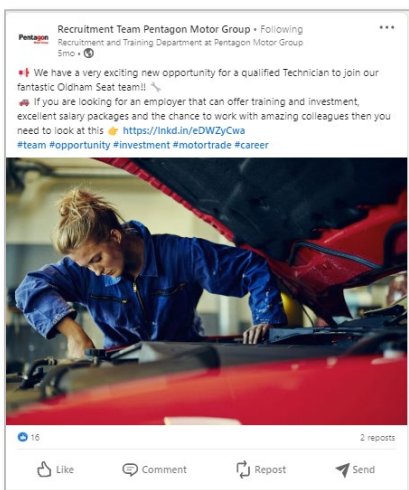 Pentagon
Recruitment Team Pentagon Motor Group • Following
Recruitment and Training Department at Pentagon Motor Group
5mo •
We have a very exciting new opportunity for a qualified Technician to join our
fantastic Oldham Seat team!!
If you are looking for an employer that can offer training and investment,
excellent salary packages and the chance to work with amazing colleagues then you
need to look at this 👉 https://lnkd.in/eDWZyCwa
#team #opportunity #investment #motortrade #career
16
2 reposts
Like
Comment
Repost
Send